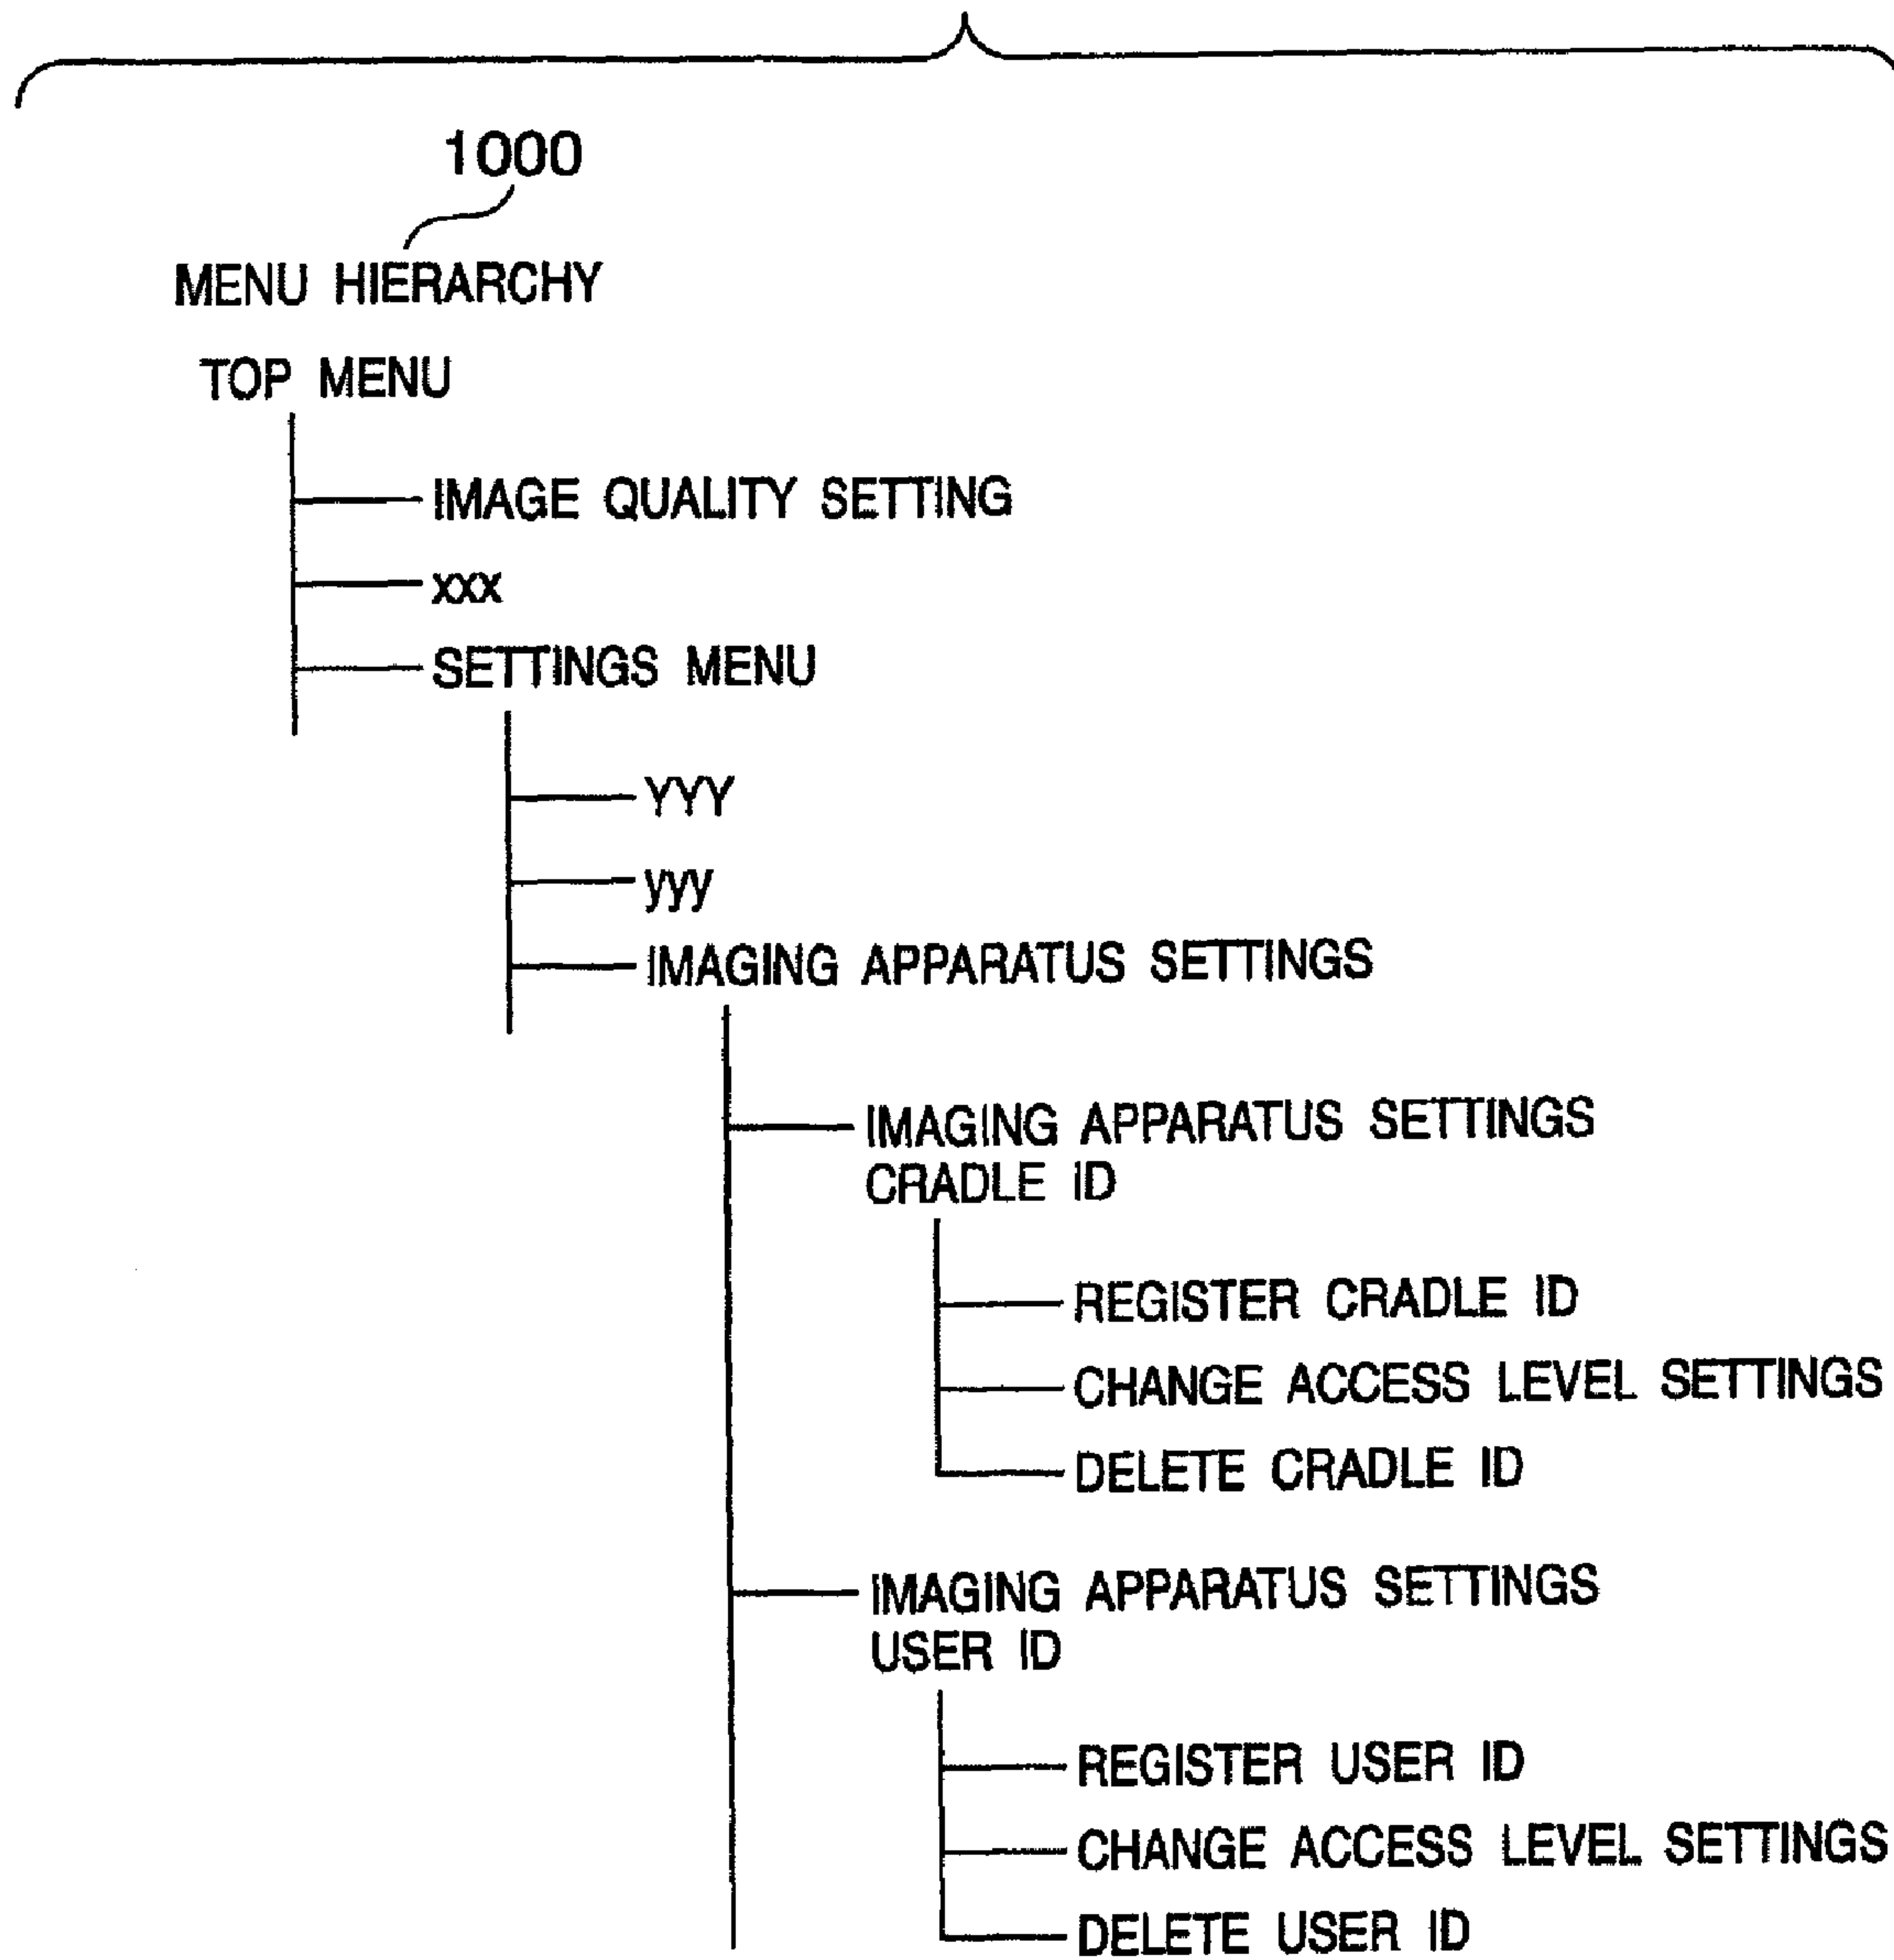 1000
MENU HIERARCHY
TOP MENU
IMAGE QUALITY SETTING
xxx
SETTINGS MENU
YYY
yyy
IMAGING APPARATUS SETTINGS
IMAGING APPARATUS SETTINGS
CRADLE ID
REGISTER CRADLE ID
CHANGE ACCESS LEVEL SETTINGS
DELETE CRADLE ID
IMAGING APPARATUS SETTINGS
USER ID
REGISTER USER ID
CHANGE ACCESS LEVEL SETTINGS
DELETE USER ID